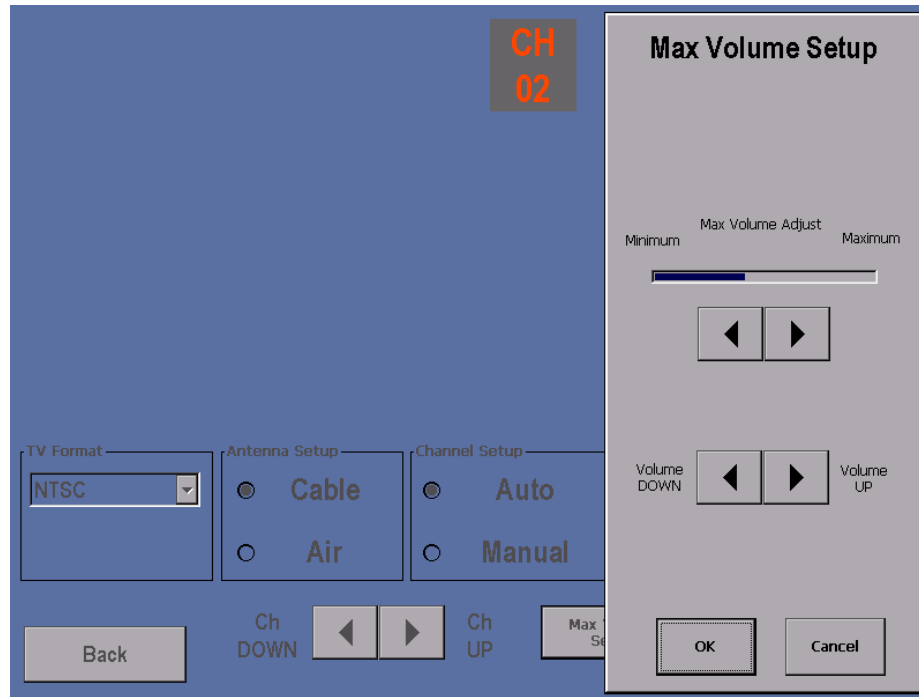 CH
02
Max Volume Setup
Max Volume Adjust
Minimum
Maximum
TV Format
NTSC
Antenna Setup
Cable
Air
Channel Setup
Auto
Manual
Volume
DOWN
Volume
UP
Back
Ch
DOWN
Ch
UP
Max
OK
Cancel